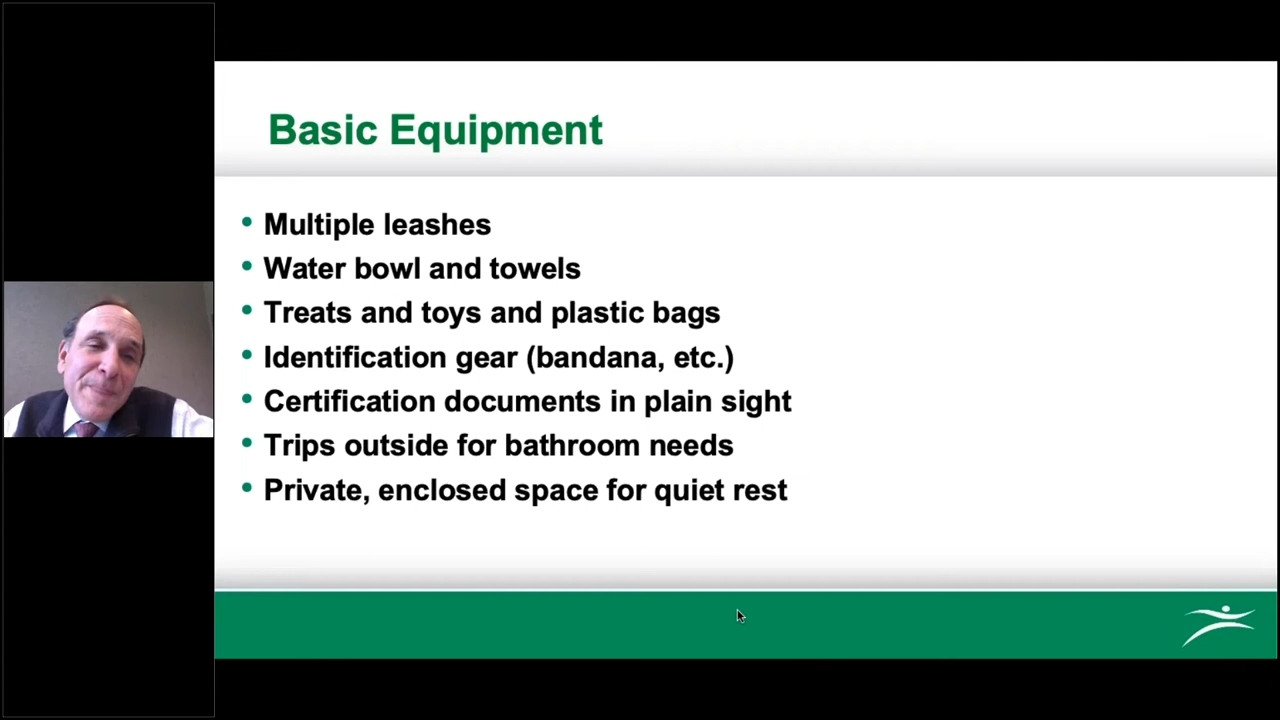 Basic Equipment
• Multiple leashes
• Water bowl and towels
• Treats and toys and plastic bags
• Identification gear (bandana, etc.)
• Certification documents in plain sight
• Trips outside for bathroom needs
• Private, enclosed space for quiet rest